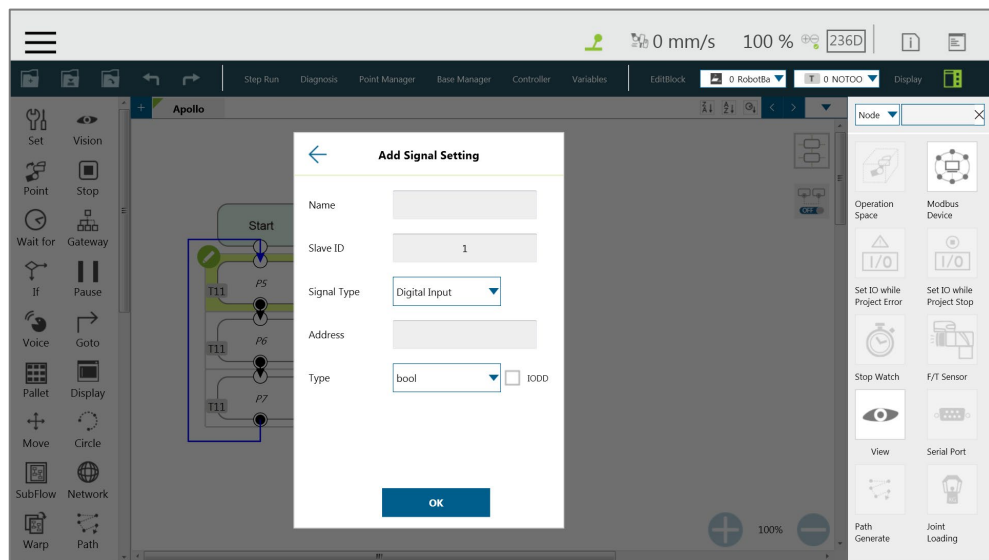 0 mm/s 100 % 236D
Step Run Diagnosis Point Manager Base Manager Controller Variables EditBlock 0 RobotBa T 0 NOTOO Display
Set Vision
Point Stop
Wait for Gateway
If Pause
Voice Goto
Pallet Display
Move Circle
SubFlow Network
Warp Path
+ Apollo
Start
T11 P5
T11 P6
T11 P7
Add Signal Setting
Name
Slave ID 1
Signal Type Digital Input
Address
Type bool IODD
OK
OFF
100%
Node
Operation
Space
Modbus
Device
I/O
Set IO while
Project Error
I/O
Set IO while
Project Stop
Stop Watch
F/T Sensor
View
Serial Port
Path
Generate
Joint
Loading